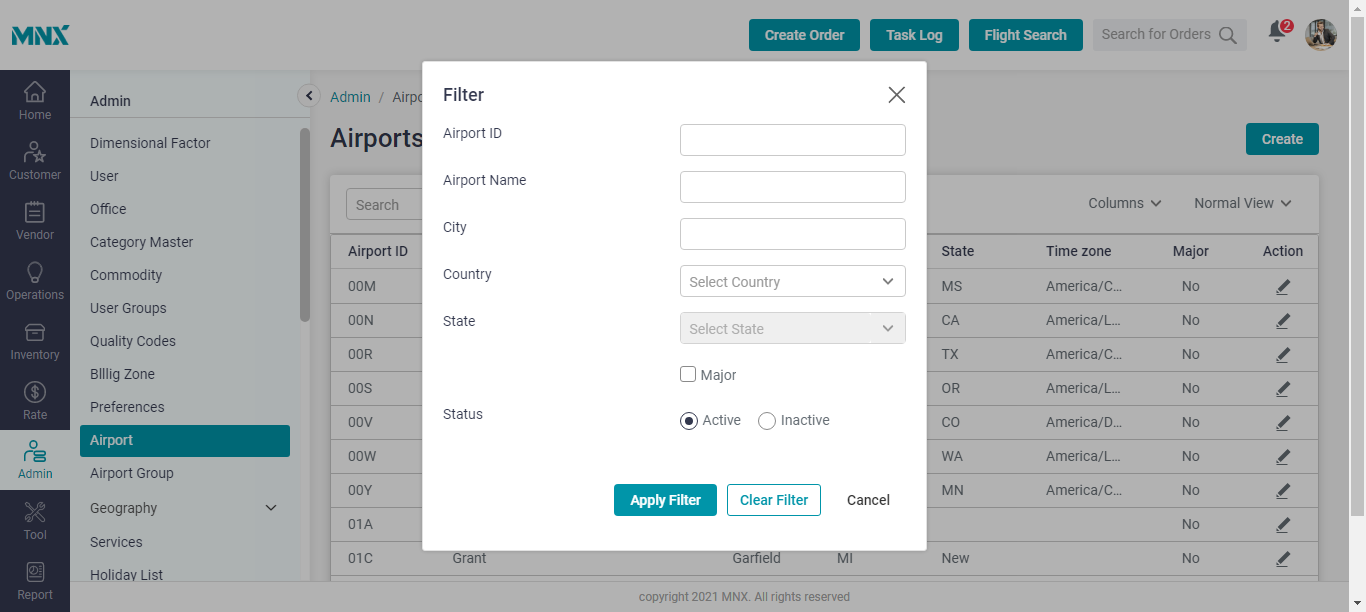 MNX
Create Order
Task Log
Flight Search
Search for Orders
2
Home
Customer
Vendor
Operations
Inventory
Rate
Admin
Tool
Report
Admin
Dimensional Factor
User
Office
Category Master
Commodity
User Groups
Quality Codes
Blllig Zone
Preferences
Airport
Airport Group
Geography
Services
Holiday List
Admin / Airpo
Airports
Create
Search
Columns
Normal View
Airport ID State Time zone Major Action
00M MS America/C... No
00N CA America/L... No
00R TX America/C... No
00S OR America/L... No
00V CO America/D... No
00W WA America/L... No
00Y MN America/C... No
01A No
01C Grant Garfield MI New No
Filter
Airport ID
Airport Name
City
Country Select Country
State Select State
Major
Status Active Inactive
Apply Filter Clear Filter Cancel
copyright 2021 MNX. All rights reserved